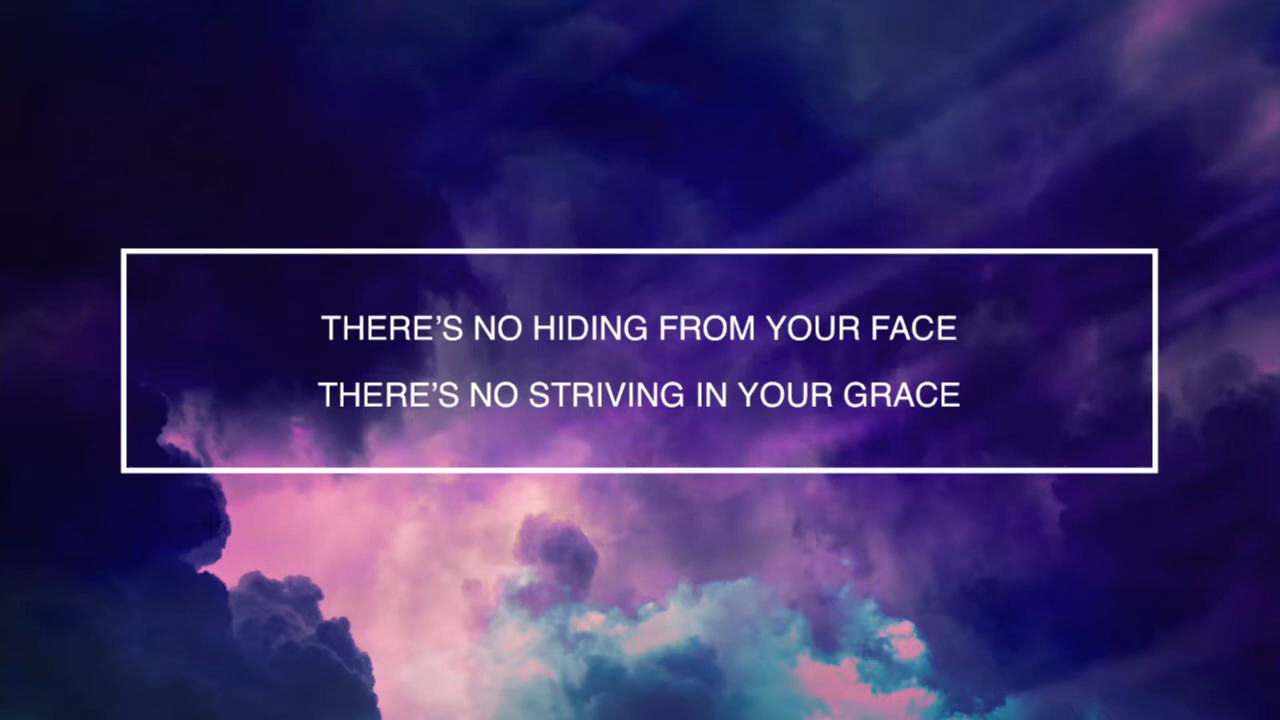 THERE’S NO HIDING FROM YOUR FACE
THERE’S NO STRIVING IN YOUR GRACE